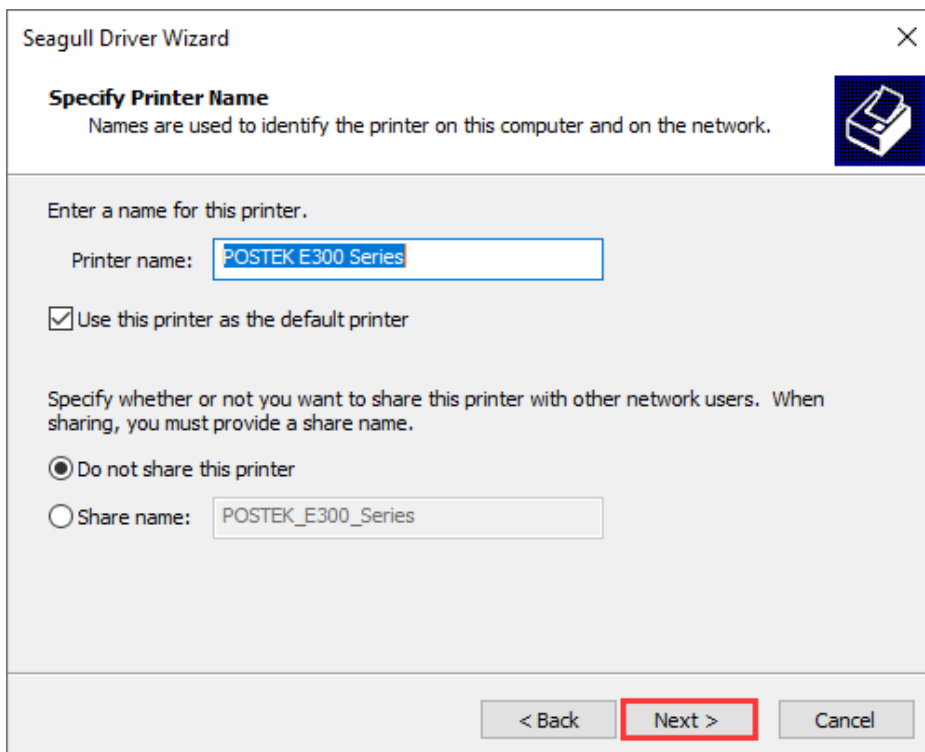 Seagull Driver Wizard
Specify Printer Name
Names are used to identify the printer on this computer and on the network.
Enter a name for this printer.
Printer name: POSTEK E300 Series
Use this printer as the default printer
Specify whether or not you want to share this printer with other network users.  When
sharing, you must provide a share name.
Do not share this printer
Share name: POSTEK_E300_Series
< Back Next > Cancel